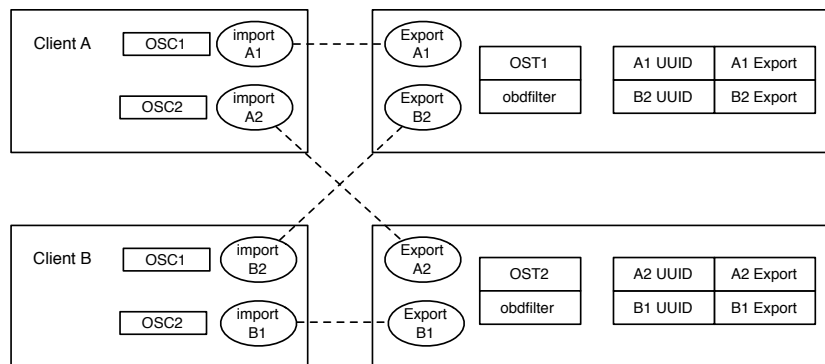 Client A
OSC1
import
A1
OSC2
import
A2
Export
A1
Export
B2
OST1
obdfilter
A1 UUID
A1 Export
B2 UUID
B2 Export
Client B
OSC1
import
B2
OSC2
import
B1
Export
A2
Export
B1
OST2
obdfilter
A2 UUID
A2 Export
B1 UUID
B1 Export